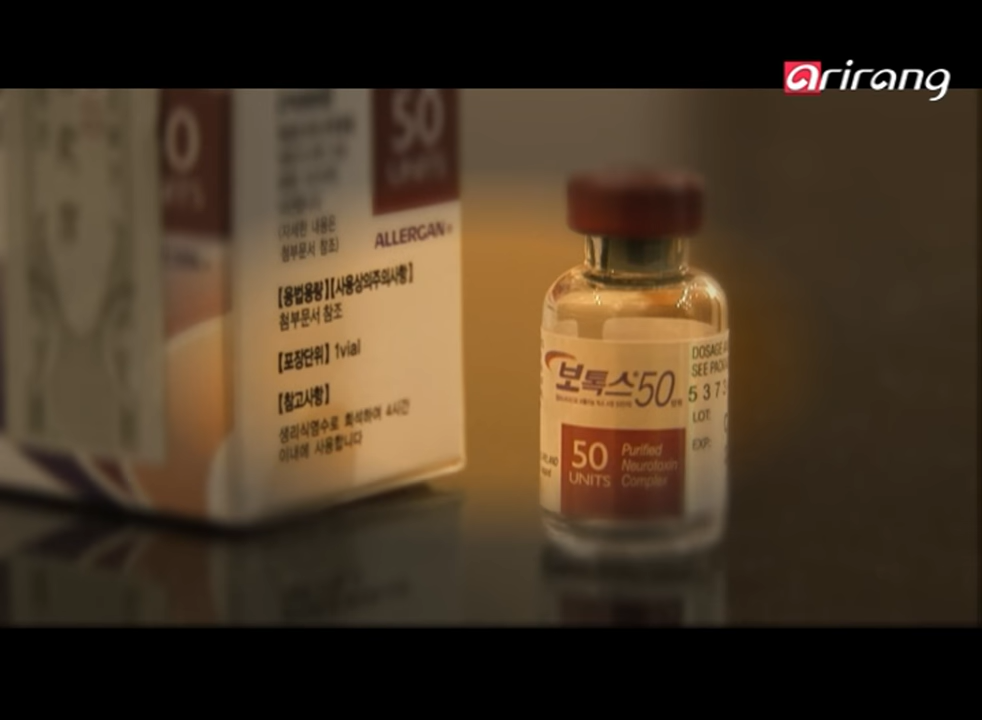 arirang
50
UNITS
0
(자세한 내용은
첨부문서 참조)
ALLERGAN
[용법용량][사용상의주의사항]
첨부문서 참조
[포장단위] 1vial
[참고사항]
생리식염수로 희석하여 4시간
이내에 사용합니다
보톡스 50
50
UNITS
Purified
Neurotoxin
Complex
DOSAGE
SEE
5 3 7 3
LOT:
EXP: